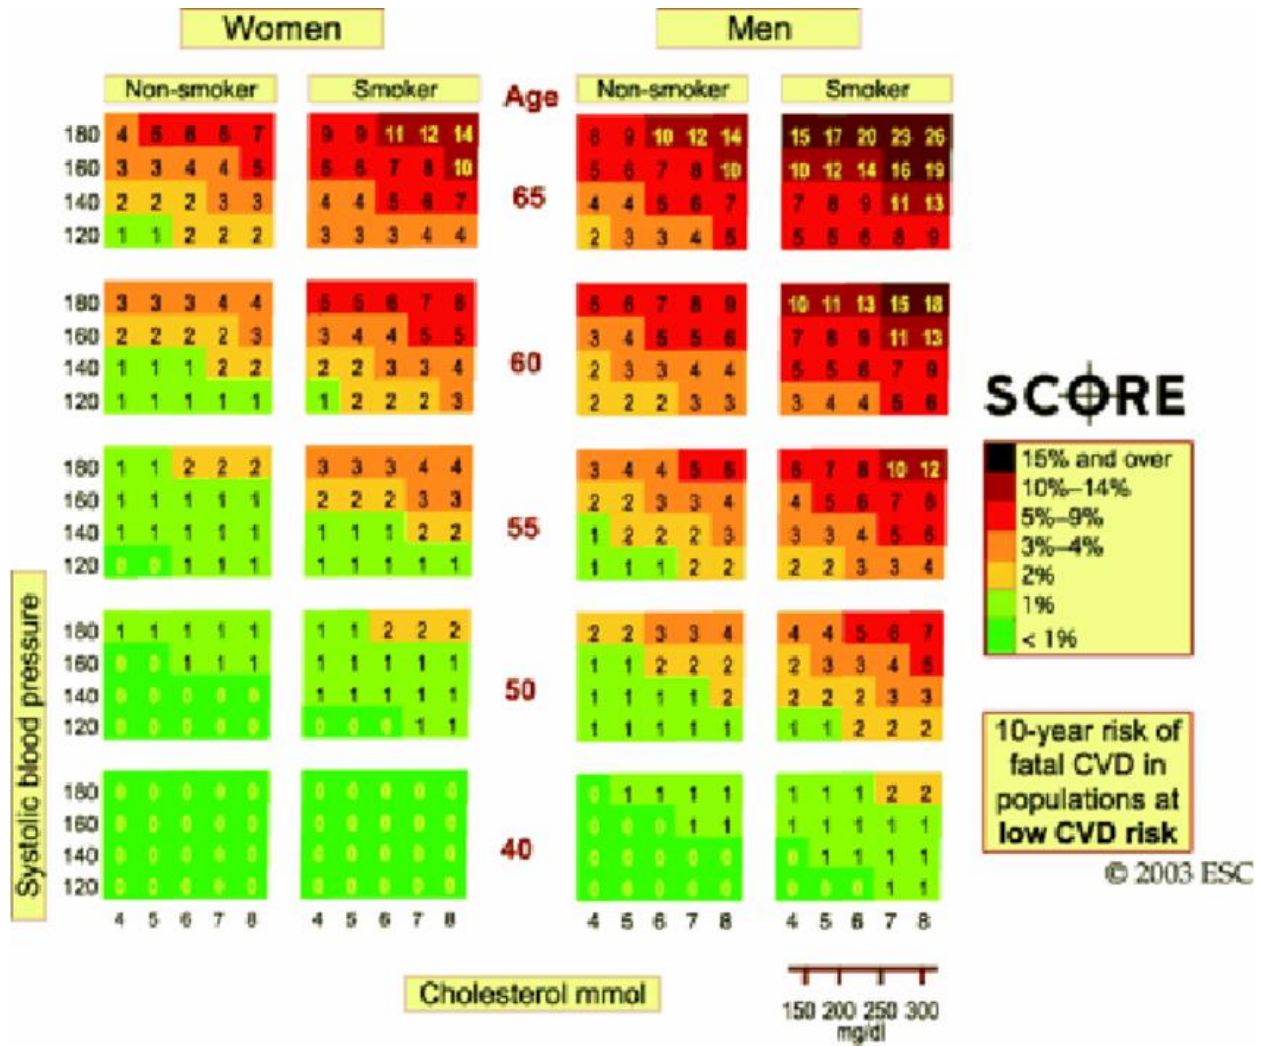 Women Men
Non-smoker Smoker Age Non-smoker Smoker
180 4 5 6 6 7 9 9 11 12 14 8 9 10 12 14 15 17 20 23 26
160 3 3 4 4 5 6 6 7 8 10 5 6 7 8 10 10 12 14 16 19
65
140 2 2 2 3 3 4 4 5 6 7 4 4 5 6 7 7 8 9 11 13
120 1 1 2 2 2 3 3 3 4 4 2 3 3 4 5 5 5 6 8 9
180 3 3 3 4 4 5 5 6 7 8 5 6 7 8 9 10 11 13 15 18
160 2 2 2 2 3 3 4 4 5 5 3 4 5 5 6 7 8 9 11 13
60
140 1 1 1 2 2 2 2 3 3 4 2 3 3 4 4 5 5 6 7 9
120 1 1 1 1 1 1 2 2 2 3 2 2 2 3 3 3 4 4 5 6
180 1 1 2 2 2 3 3 3 4 4 3 4 4 5 6 6 7 8 10 12
160 1 1 1 1 1 2 2 2 3 3 2 2 3 3 4 4 5 6 7 8
55
140 1 1 1 1 1 1 1 1 2 2 1 2 2 2 3 3 3 4 5 6
120 0 0 1 1 1 1 1 1 1 1 1 1 1 2 2 2 2 3 3 4
180 1 1 1 1 1 1 1 2 2 2 2 2 3 3 4 4 4 5 6 7
160 0 0 1 1 1 1 1 1 1 1 1 1 2 2 2 2 3 3 4 5
50
140 0 0 0 0 0 1 1 1 1 1 1 1 1 1 2 2 2 2 3 3
120 0 0 0 0 0 0 0 0 1 1 1 1 1 1 1 1 1 2 2 2
180 0 0 0 0 0 0 0 0 0 0 0 1 1 1 1 1 1 1 2 2
160 0 0 0 0 0 0 0 0 0 0 0 0 0 1 1 1 1 1 1 1
40
140 0 0 0 0 0 0 0 0 0 0 0 0 0 0 0 0 1 1 1 1
120 0 0 0 0 0 0 0 0 0 0 0 0 0 0 0 0 0 0 1 1
4 5 6 7 8 4 5 6 7 8 4 5 6 7 8 4 5 6 7 8
Systolic blood pressure
Cholesterol mmol
150 200 250 300
mg/dl
SCORE
15% and over
10%–14%
5%–9%
3%–4%
2%
1%
< 1%
10-year risk of
fatal CVD in
populations at
low CVD risk
© 2003 ESC